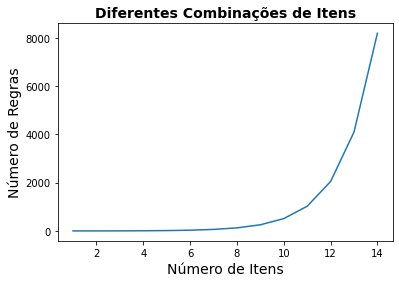 Diferentes Combinações de Itens
8000
6000
4000
2000
0
Número de Regras
2 4 6 8 10 12 14
Número de Itens